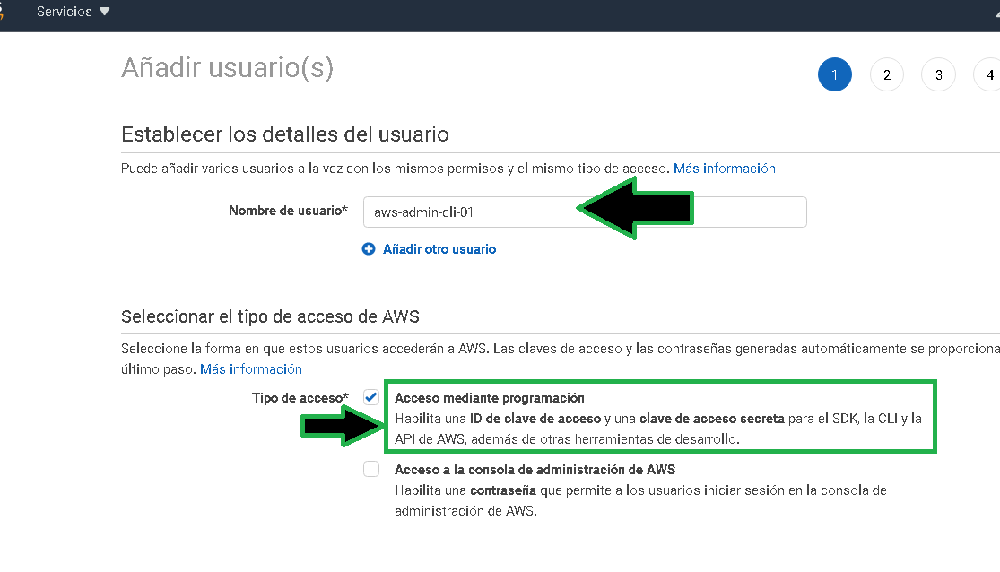 Servicios
Añadir usuario(s)
1 2 3 4
Establecer los detalles del usuario
Puede añadir varios usuarios a la vez con los mismos permisos y el mismo tipo de acceso. Más información
Nombre de usuario* aws-admin-cli-01
Añadir otro usuario
Seleccionar el tipo de acceso de AWS
Seleccione la forma en que estos usuarios accederán a AWS. Las claves de acceso y las contraseñas generadas automáticamente se proporciona
último paso. Más información
Tipo de acceso* Acceso mediante programación
Habilita una ID de clave de acceso y una clave de acceso secreta para el SDK, la CLI y la
API de AWS, además de otras herramientas de desarrollo.
Acceso a la consola de administración de AWS
Habilita una contraseña que permite a los usuarios iniciar sesión en la consola de
administración de AWS.